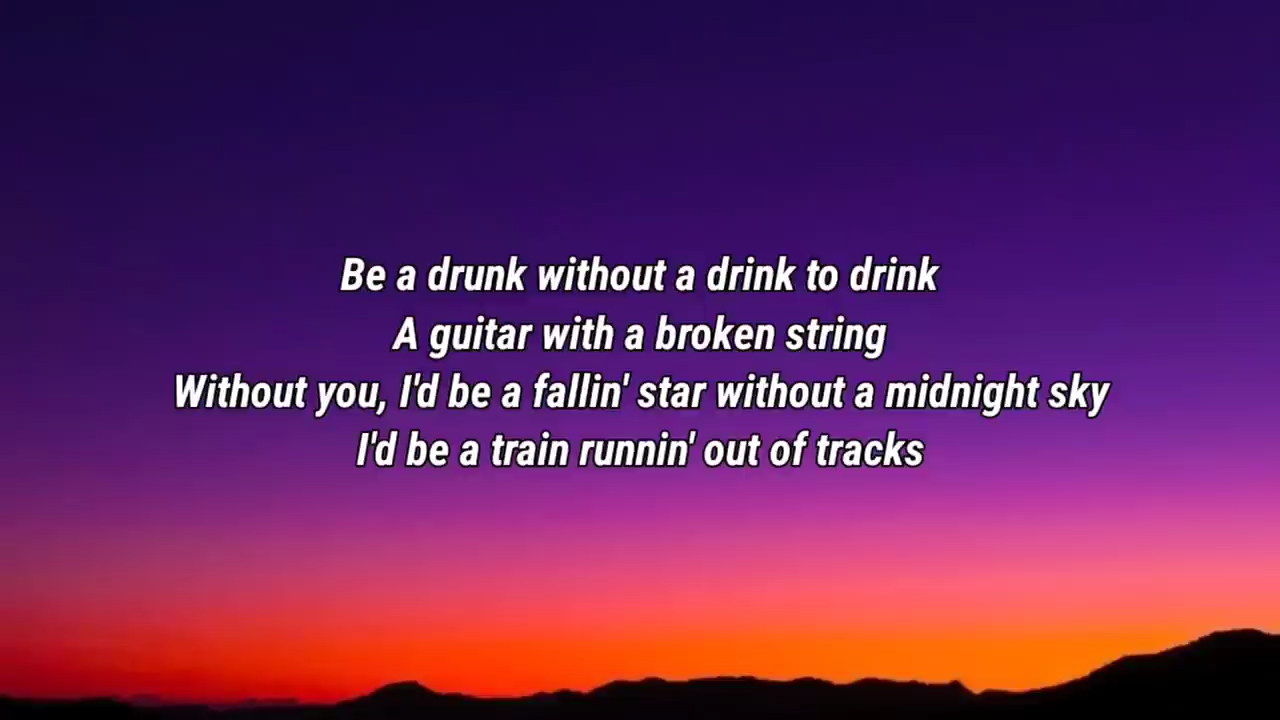 Be a drunk without a drink to drink
A guitar with a broken string
Without you, I'd be a fallin' star without a midnight sky
I'd be a train runnin' out of tracks